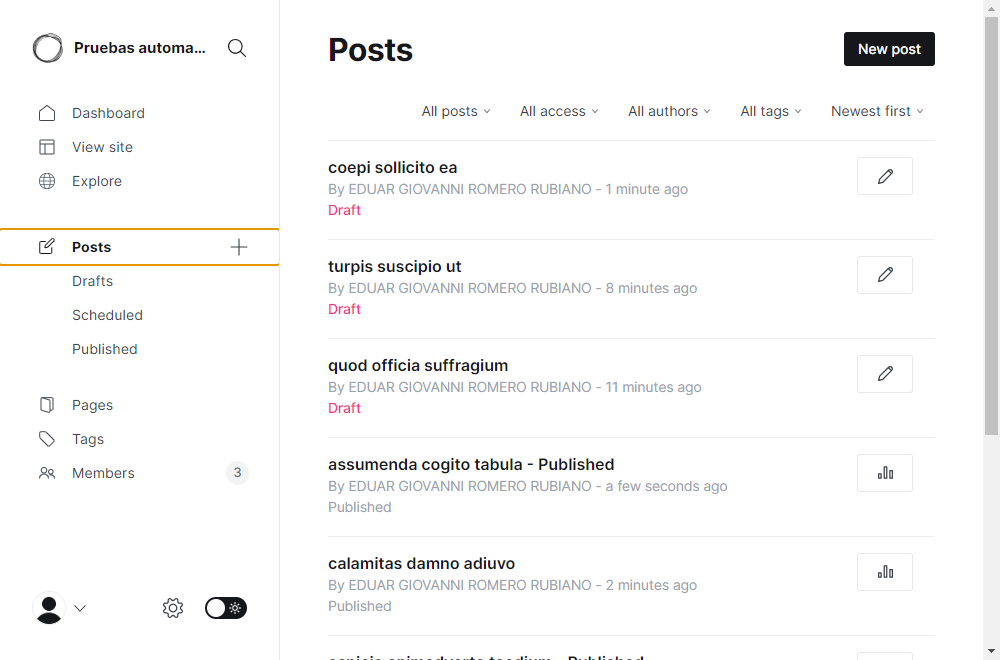 Pruebas automa...
Dashboard
View site
Explore
Posts
Drafts
Scheduled
Published
Pages
Tags
Members 3
Posts
New post
All posts All access All authors All tags Newest first
coepi sollicito ea
By EDUAR GIOVANNI ROMERO RUBIANO - 1 minute ago
Draft
turpis suscipio ut
By EDUAR GIOVANNI ROMERO RUBIANO - 8 minutes ago
Draft
quod officia suffragium
By EDUAR GIOVANNI ROMERO RUBIANO - 11 minutes ago
Draft
assumenda cogito tabula - Published
By EDUAR GIOVANNI ROMERO RUBIANO - a few seconds ago
Published
calamitas damno adiuvo
By EDUAR GIOVANNI ROMERO RUBIANO - 2 minutes ago
Published